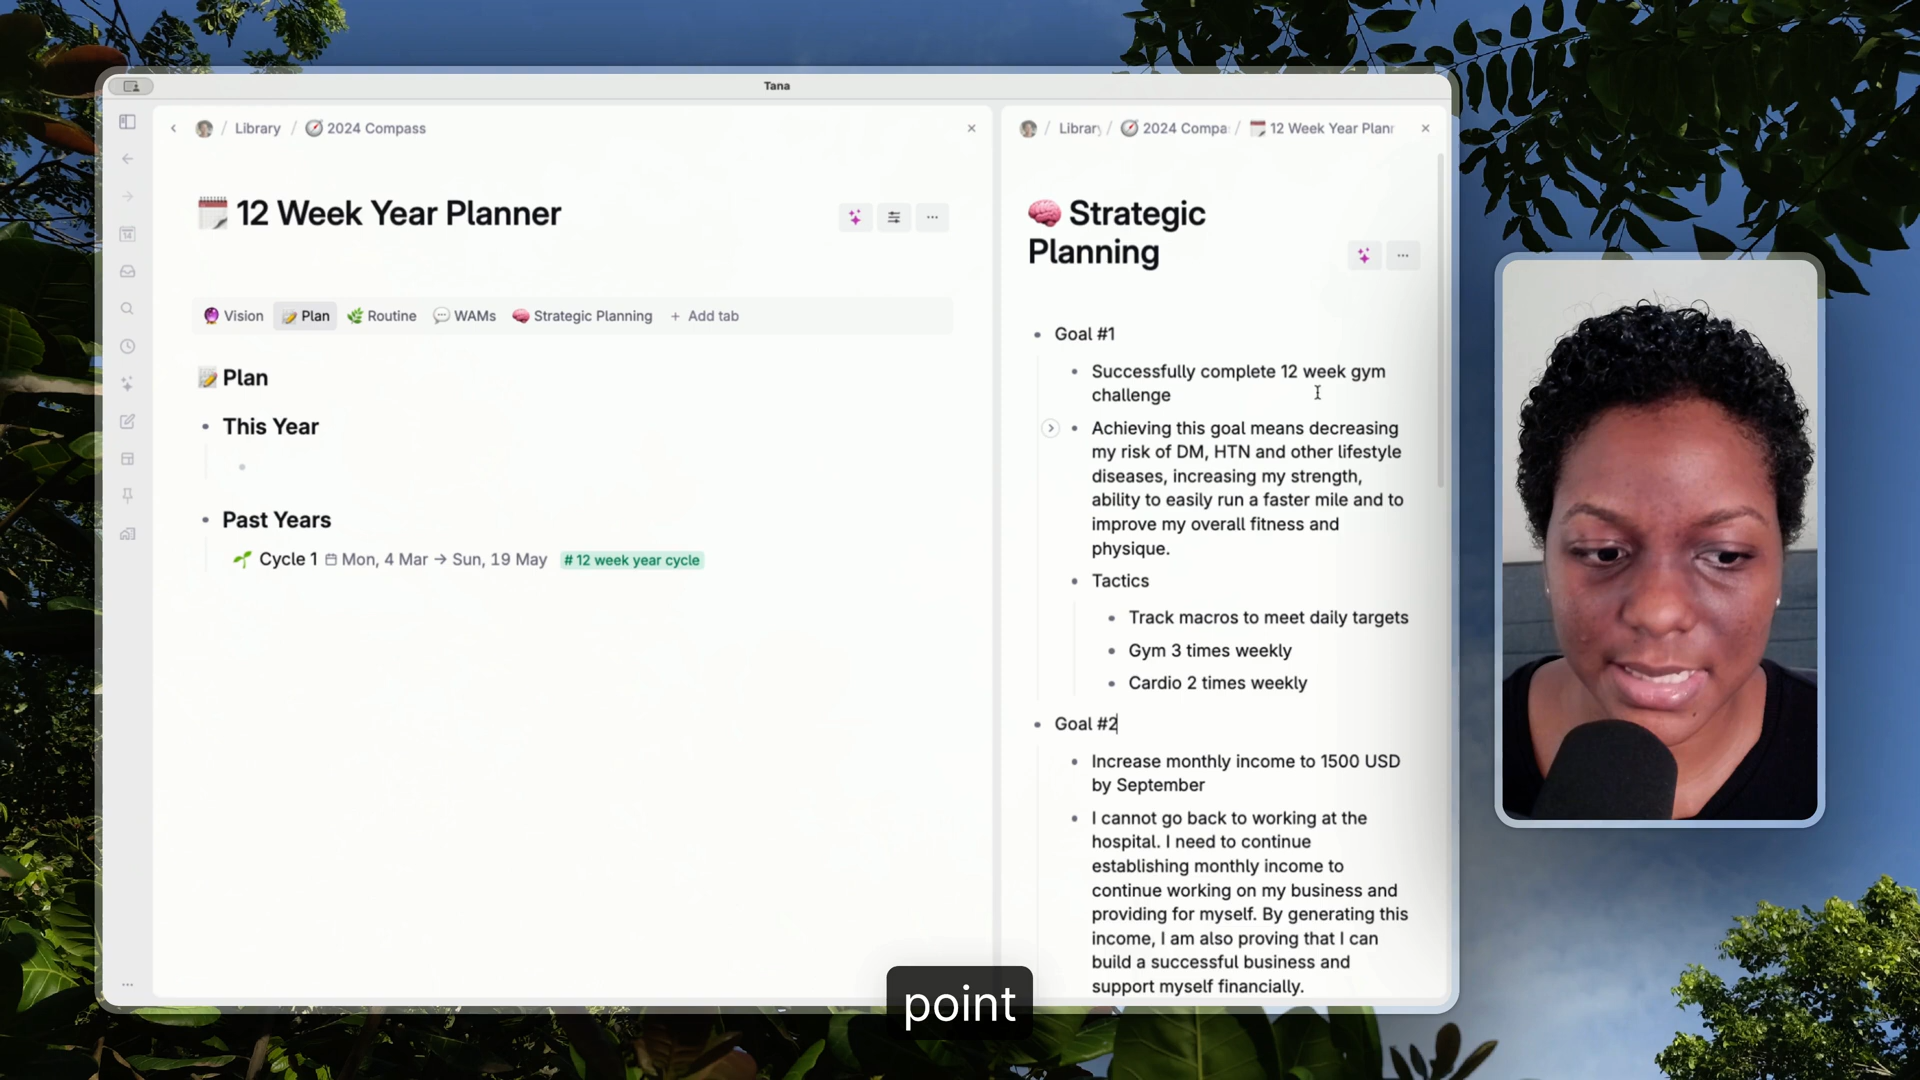 Tana
/ Library / 2024 Compass
12 Week Year Planner
Vision Plan Routine WAMs Strategic Planning + Add tab
Plan
This Year
Past Years
Cycle 1 Mon, 4 Mar → Sun, 19 May # 12 week year cycle
/ Library / 2024 Compa / 12 Week Year Planr
Strategic
Planning
Goal #1
Successfully complete 12 week gym
challenge
Achieving this goal means decreasing
my risk of DM, HTN and other lifestyle
diseases, increasing my strength,
ability to easily run a faster mile and to
improve my overall fitness and
physique.
Tactics
Track macros to meet daily targets
Gym 3 times weekly
Cardio 2 times weekly
Goal #2
Increase monthly income to 1500 USD
by September
I cannot go back to working at the
hospital. I need to continue
establishing monthly income to
continue working on my business and
providing for myself. By generating this
income, I am also proving that I can
build a successful business and
support myself financially.
point